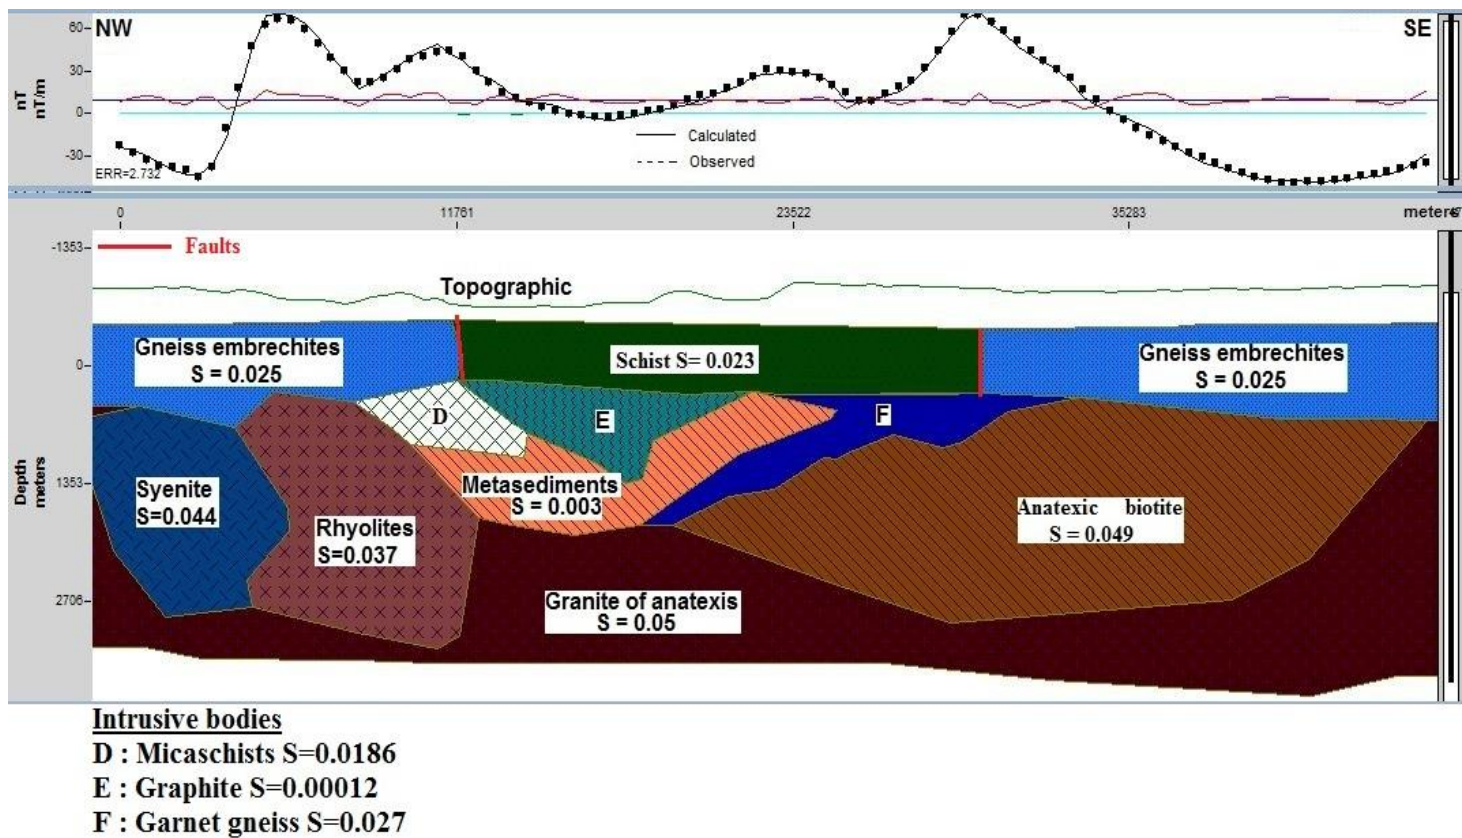 NW
SE
60
30
0
-30
nT
nT/m
Calculated
Observed
ERR=2.732
0 11761 23522 35283 meters
-1353
0
1353
2706
Depth
meters
Faults
Topographic
Gneiss embrechites
S = 0.025
Schist S= 0.023
Gneiss embrechites
S = 0.025
D
E
F
Syenite
S=0.044
Rhyolites
S=0.037
Metasediments
S = 0.003
Anatexic biotite
S = 0.049
Granite of anatexis
S = 0.05
Intrusive bodies
D : Micaschists S=0.0186
E : Graphite S=0.00012
F : Garnet gneiss S=0.027